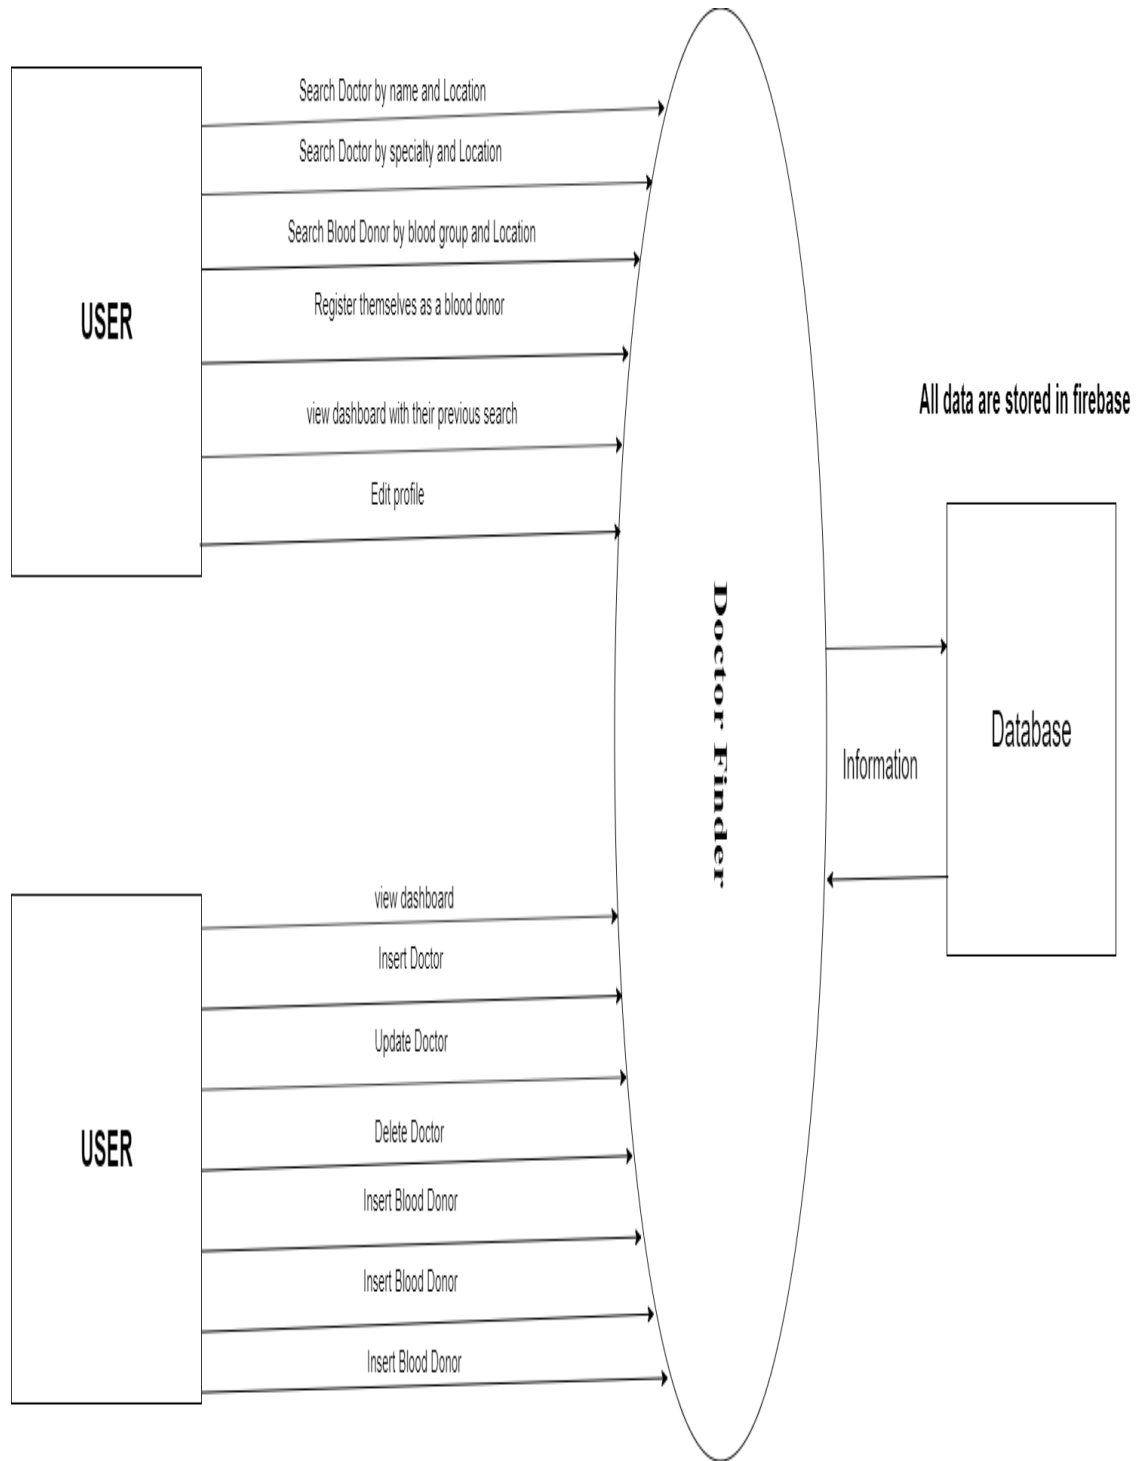 Search Doctor by name and Location
Search Doctor by specialty and Location
Search Blood Donor by blood group and Location
Register themselves as a blood donor
view dashboard with their previous search
Edit profile
USER
Doctor Finder
All data are stored in firebase
Database
Information
view dashboard
Insert Doctor
Update Doctor
Delete Doctor
Insert Blood Donor
Insert Blood Donor
Insert Blood Donor
USER